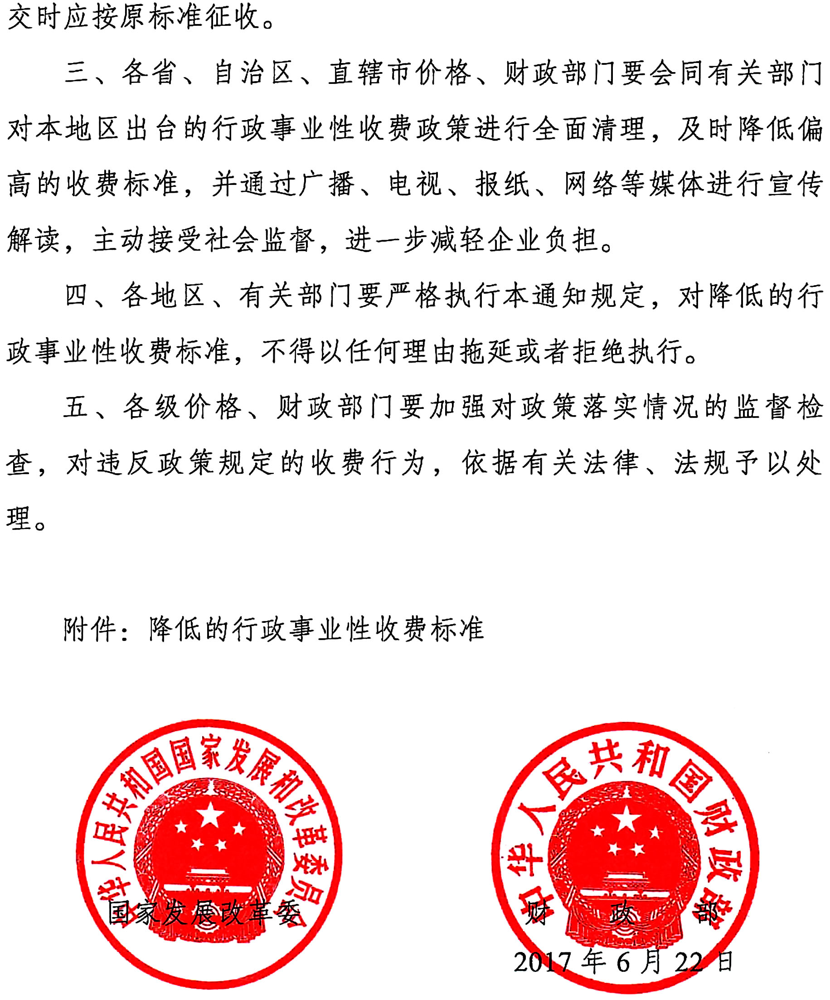 交时应按原标准征收。
三、各省、自治区、直辖市价格、财政部门要会同有关部门
对本地区出台的行政事业性收费政策进行全面清理，及时降低偏
高的收费标准，并通过广播、电视、报纸、网络等媒体进行宣传
解读，主动接受社会监督，进一步减轻企业负担。
四、各地区、有关部门要严格执行本通知规定，对降低的行
政事业性收费标准，不得以任何理由拖延或者拒绝执行。
五、各级价格、财政部门要加强对政策落实情况的监督检
查，对违反政策规定的收费行为，依据有关法律、法规予以处
理。
附件：降低的行政事业性收费标准
中华人民共和国国家发展和改革委员会
中华人民共和国财政部
国家发展改革委
财 政 部
2017年6月22日